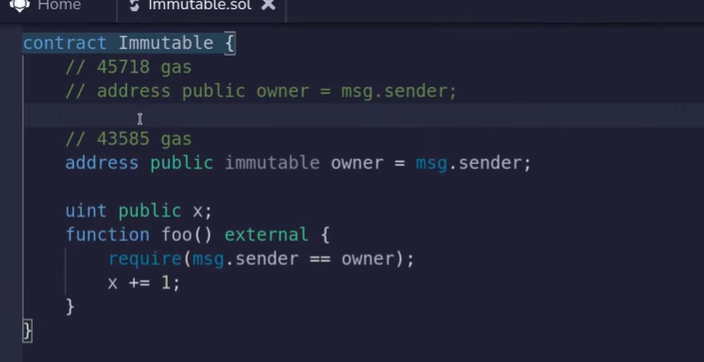 Home Immutable.sol
contract Immutable {
// 45718 gas
// address public owner = msg.sender;
// 43585 gas
address public immutable owner = msg.sender;
uint public x;
function foo() external {
require(msg.sender == owner);
x += 1;
}
}